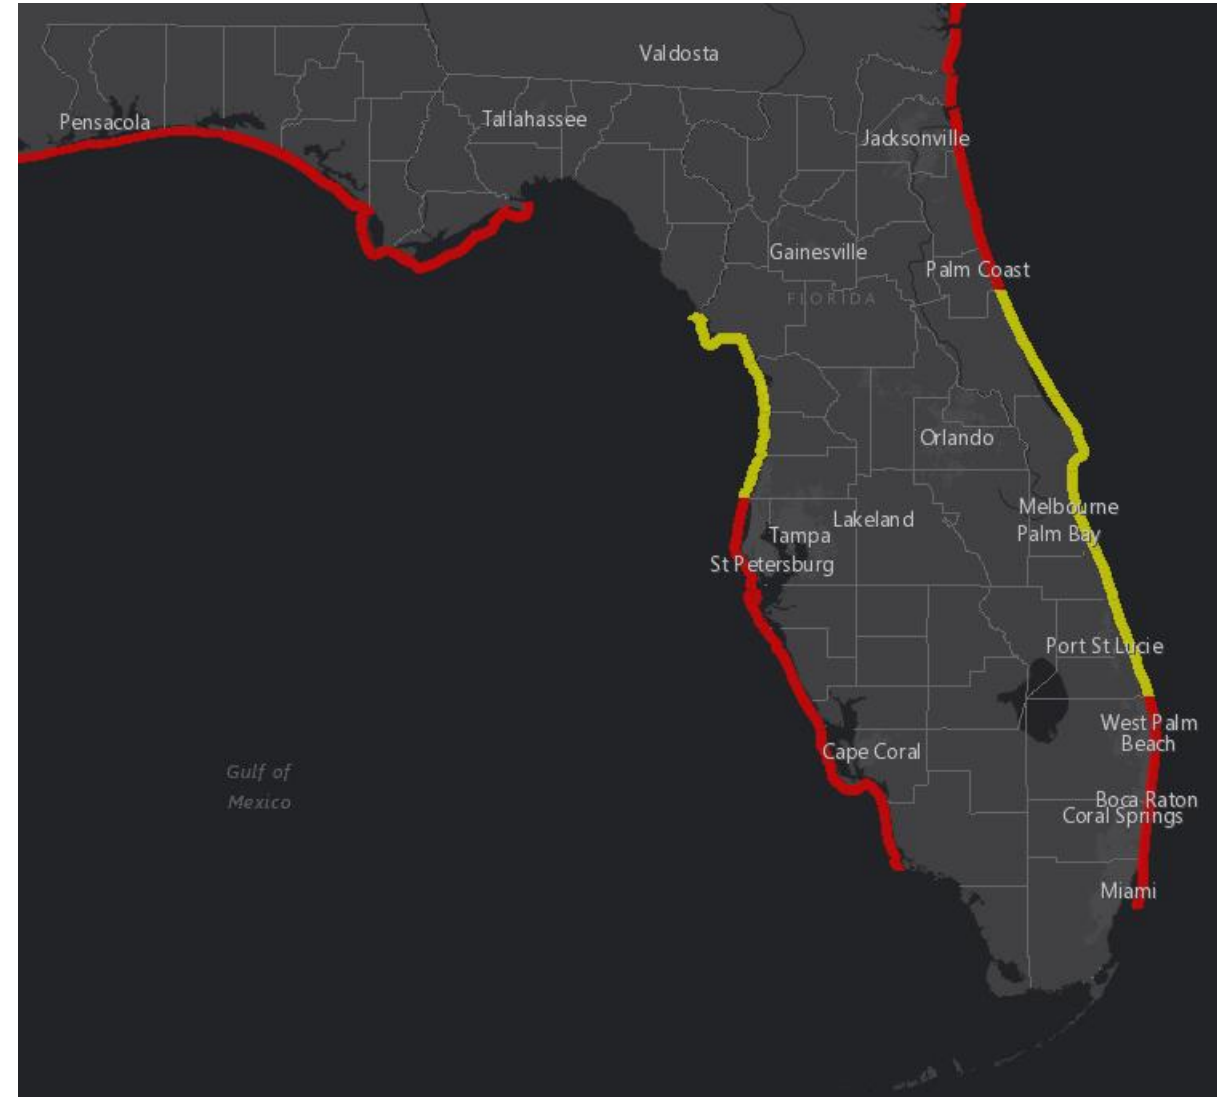 Valdosta
Pensacola
Tallahassee
Jacksonville
Gainesville
Palm Coast
FLORIDA
Orlando
Melbourne
Lakeland
Palm Bay
Tampa
St Petersburg
Port St Lucie
West Palm
Beach
Cape Coral
Gulf of
Mexico
Boca Raton
Coral Springs
Miami